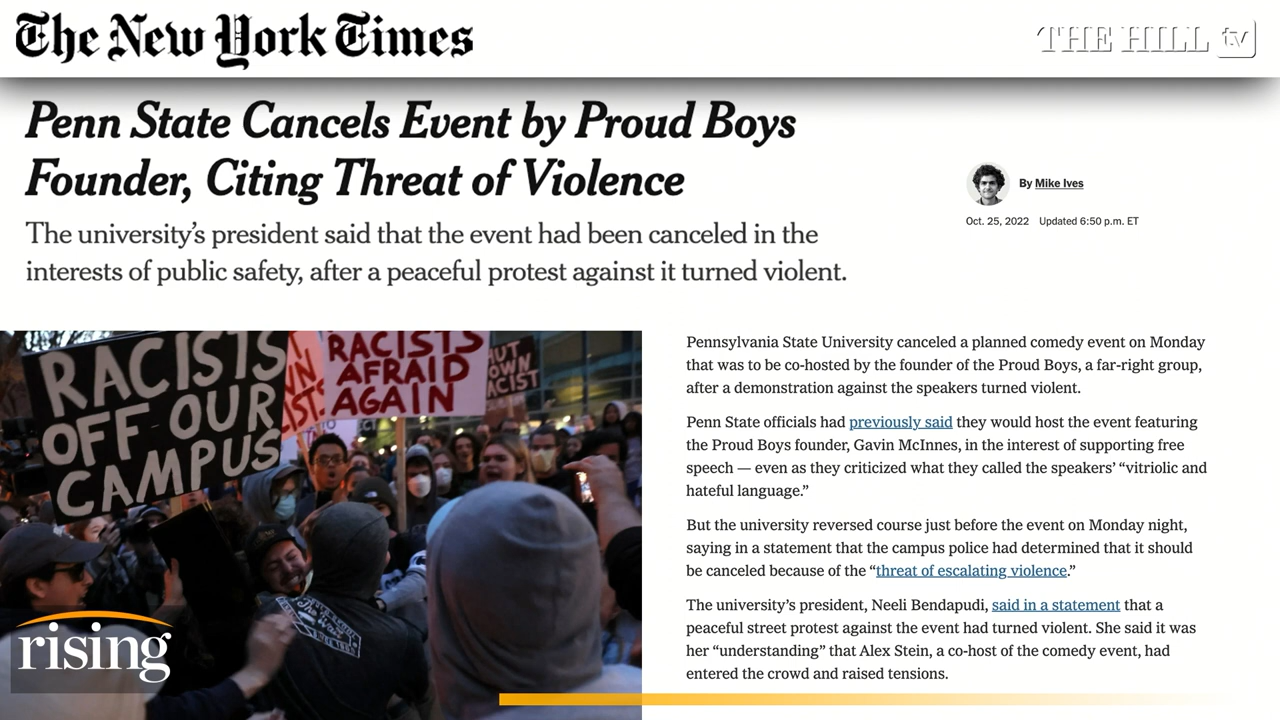 The New York Times
THE HILL tv
Penn State Cancels Event by Proud Boys
Founder, Citing Threat of Violence
The university's president said that the event had been canceled in the
interests of public safety, after a peaceful protest against it turned violent.
By Mike Ives
Oct. 25, 2022 Updated 6:50 p.m. ET
RACISTS
OFF OUR
CAMPUS
RACISTS
AFRAID
AGAIN
Pennsylvania State University canceled a planned comedy event on Monday
that was to be co-hosted by the founder of the Proud Boys, a far-right group,
after a demonstration against the speakers turned violent.
Penn State officials had previously said they would host the event featuring
the Proud Boys founder, Gavin McInnes, in the interest of supporting free
speech — even as they criticized what they called the speakers' “vitriolic and
hateful language.”
But the university reversed course just before the event on Monday night,
saying in a statement that the campus police had determined that it should
be canceled because of the “threat of escalating violence.”
The university's president, Neeli Bendapudi, said in a statement that a
peaceful street protest against the event had turned violent. She said it was
her “understanding” that Alex Stein, a co-host of the comedy event, had
entered the crowd and raised tensions.
rising